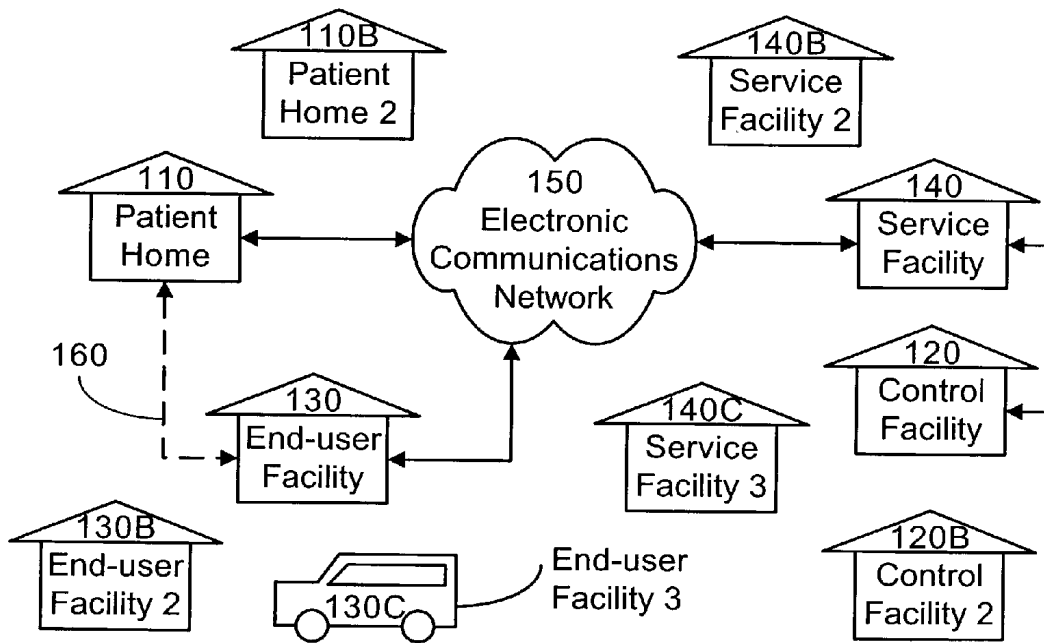 110B
Patient
Home 2
140B
Service
Facility 2
110
Patient
Home
150
Electronic
Communications
Network
140
Service
Facility
160
130
End-user
Facility
140C
Service
Facility 3
120
Control
Facility
130B
End-user
Facility 2
130C
End-user
Facility 3
120B
Control
Facility 2